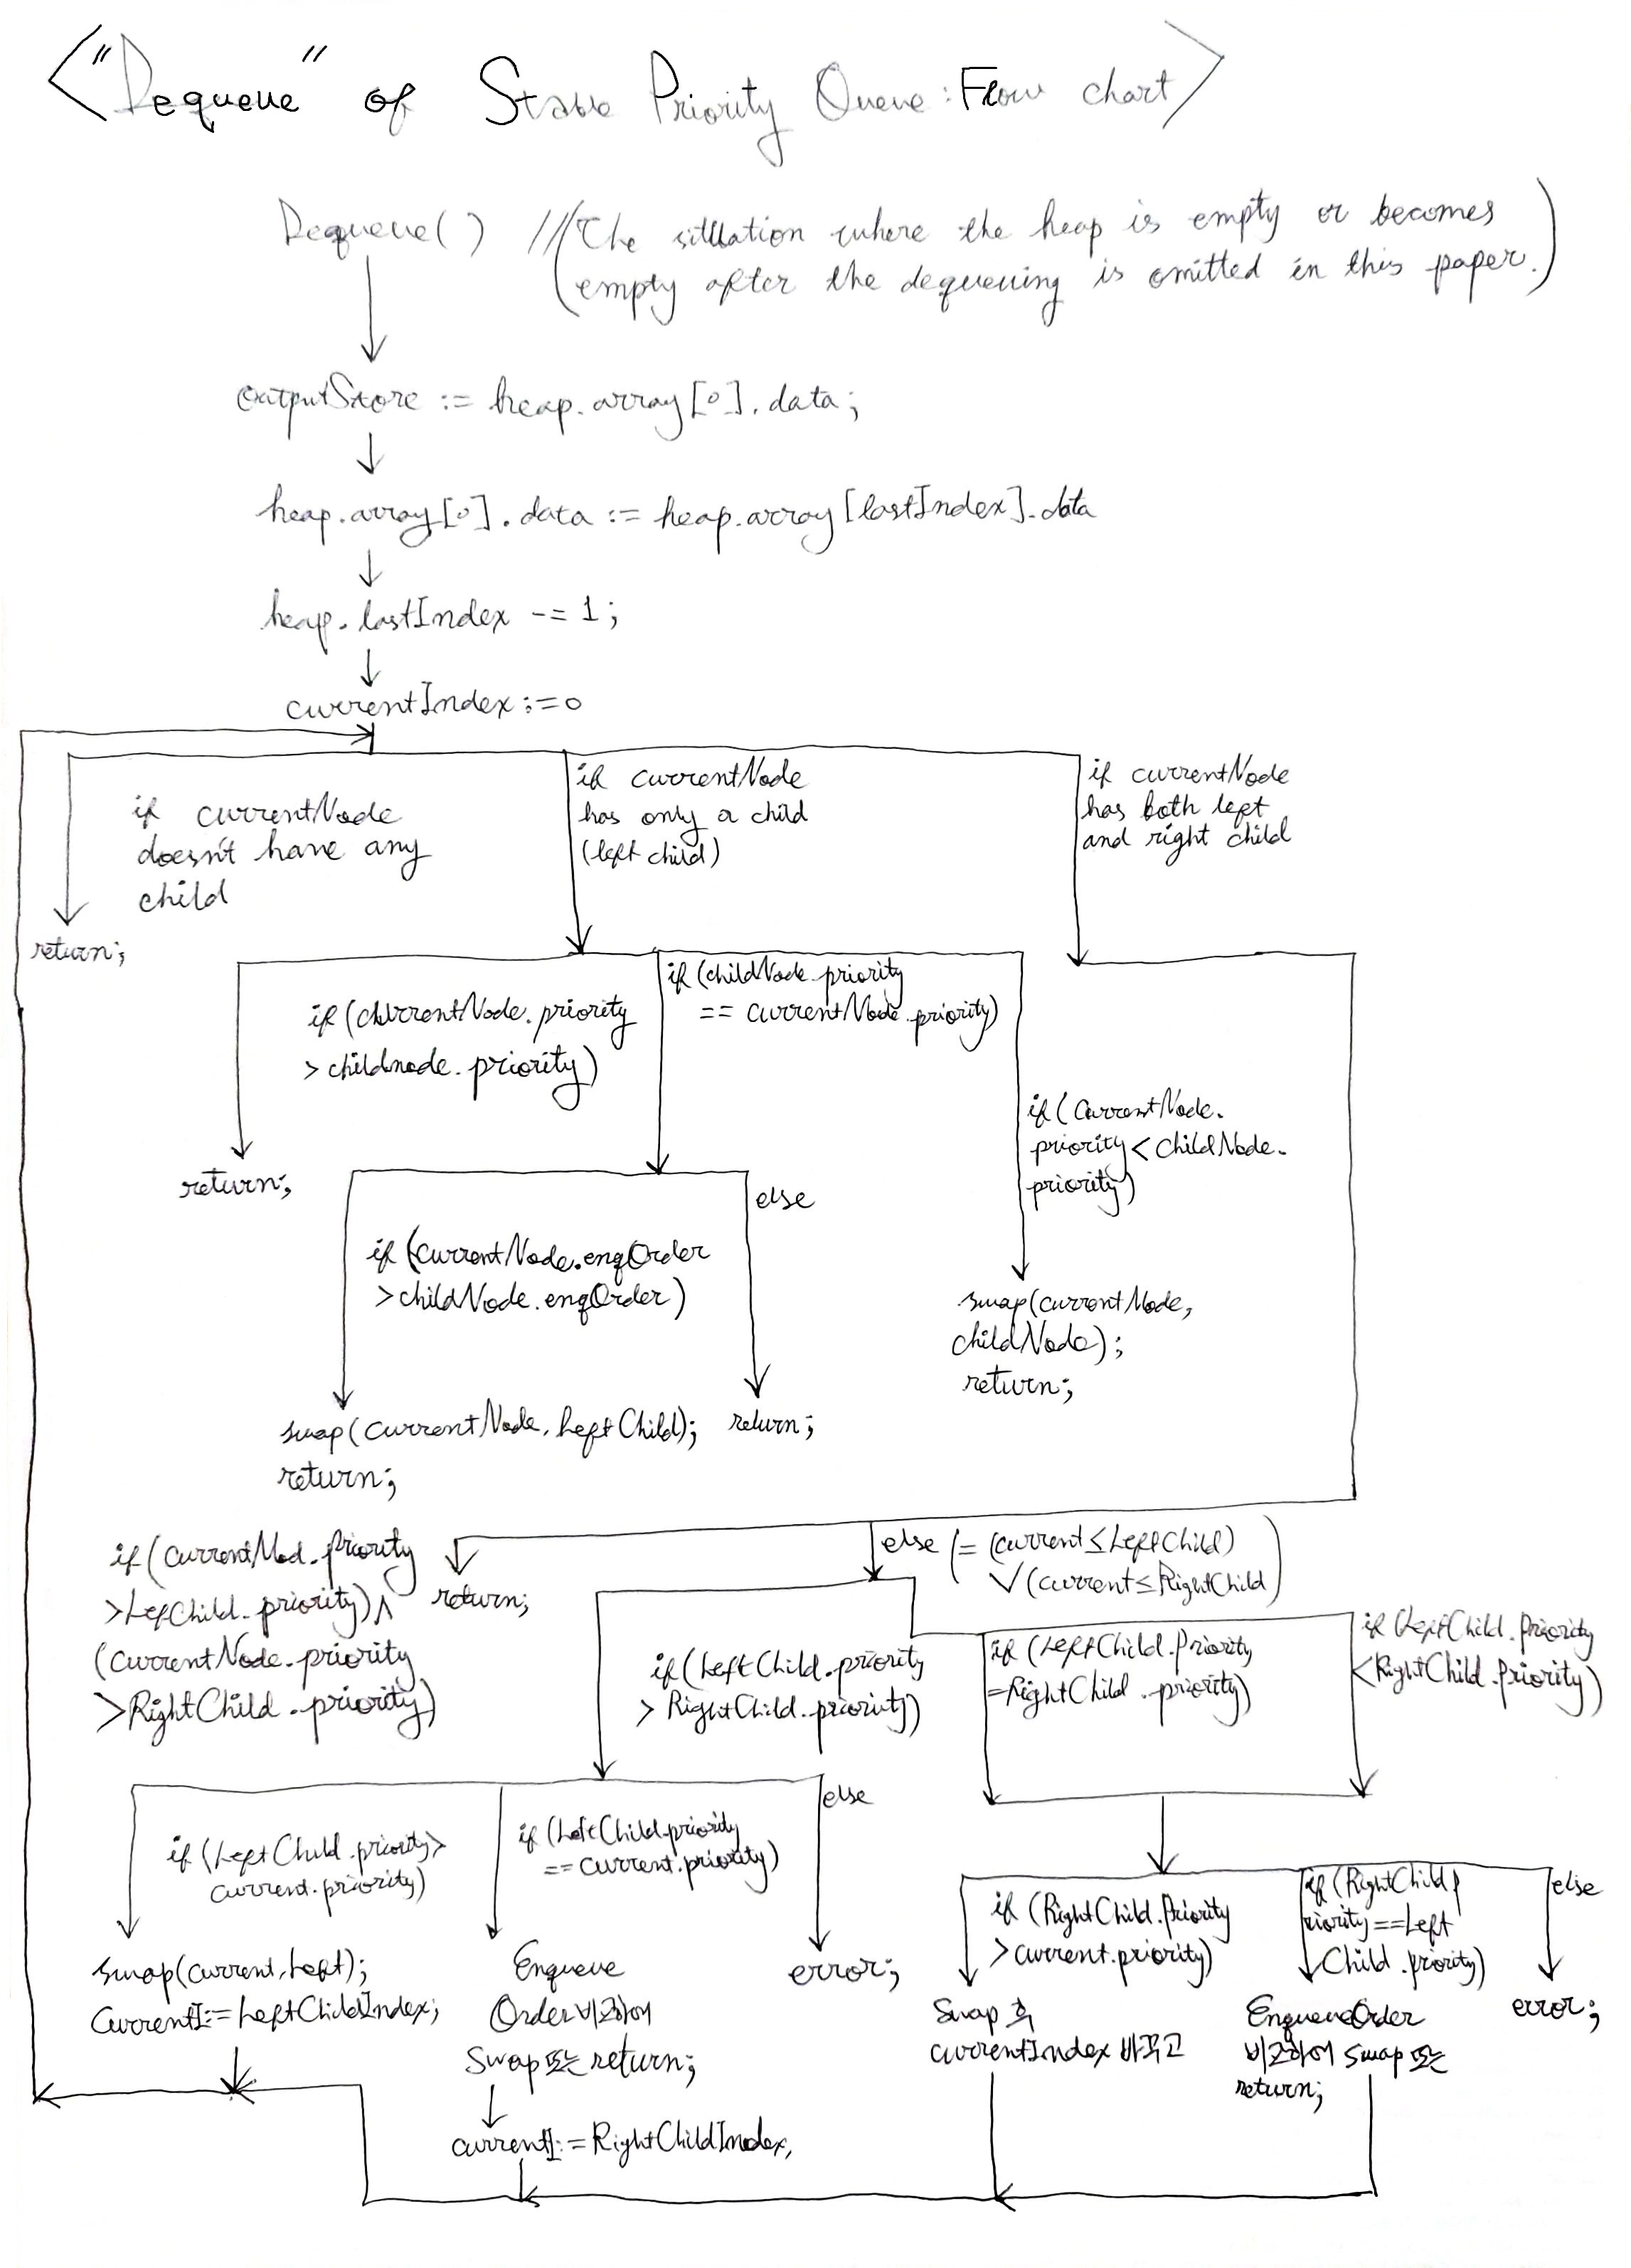 <"Dequeue" of Stable Priority Queue : Flow chart>
Dequeue() // (The situation where the heap is empty or becomes
empty after the dequeuing is omitted in this paper.)
outputStore := heap.array[0].data;
heap.array[0].data := heap.array[lastIndex].data
heap.lastIndex -= 1;
currentIndex := 0
if currentNode
doesn't have any
child
return;
if currentNode
has only a child
(left child)
if currentNode
has both left
and right child
if (currentNode.priority
> childnode.priority)
return;
if (childNode.priority
== currentNode.priority)
if (currentNode.
priority < childNode.
priority)
swap(currentNode,
childNode);
return;
if (currentNode.enqOrder
> childNode.enqOrder)
else
swap(currentNode, LeftChild);
return;
return;
if (currentNod.priority
> LefChild.priority) ∧
(currentNode.priority
> RightChild.priority)
return;
else (= (current ≤ LeftChild)
∨ (current ≤ RightChild)
if (LeftChild.priority
> RightChild.priority)
if (LeftChild.Priority
= RightChild.priority)
if (LeftChild.Priority
< RightChild.priority)
if (LeftChild.priority >
current.priority)
if (LeftChild.priority
== current.priority)
else
swap(current, Left);
CurrentI := LeftChildIndex;
Enqueue
Order 비교하여
Swap 또는 return;
currentI := RightChildIndex,
error;
if (RightChild.Priority
> current.priority)
if (RightChild.p
riority == Left
Child.priority)
else
Swap 후
currentIndex 바꾸고
EnqueueOrder
비교하여 swap 또는
return;
error;